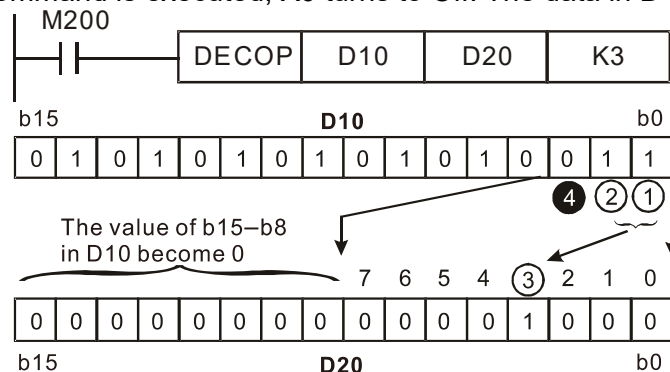 M200
DECOP D10 D20 K3
b15 D10 b0
0 1 0 1 0 1 0 1 0 1 0 1 0 0 1 1
4 2 1
The value of b15–b8
in D10 become 0
7 6 5 4 3 2 1 0
0 0 0 0 0 0 0 0 0 0 0 0 1 0 0 0
b15 D20 b0